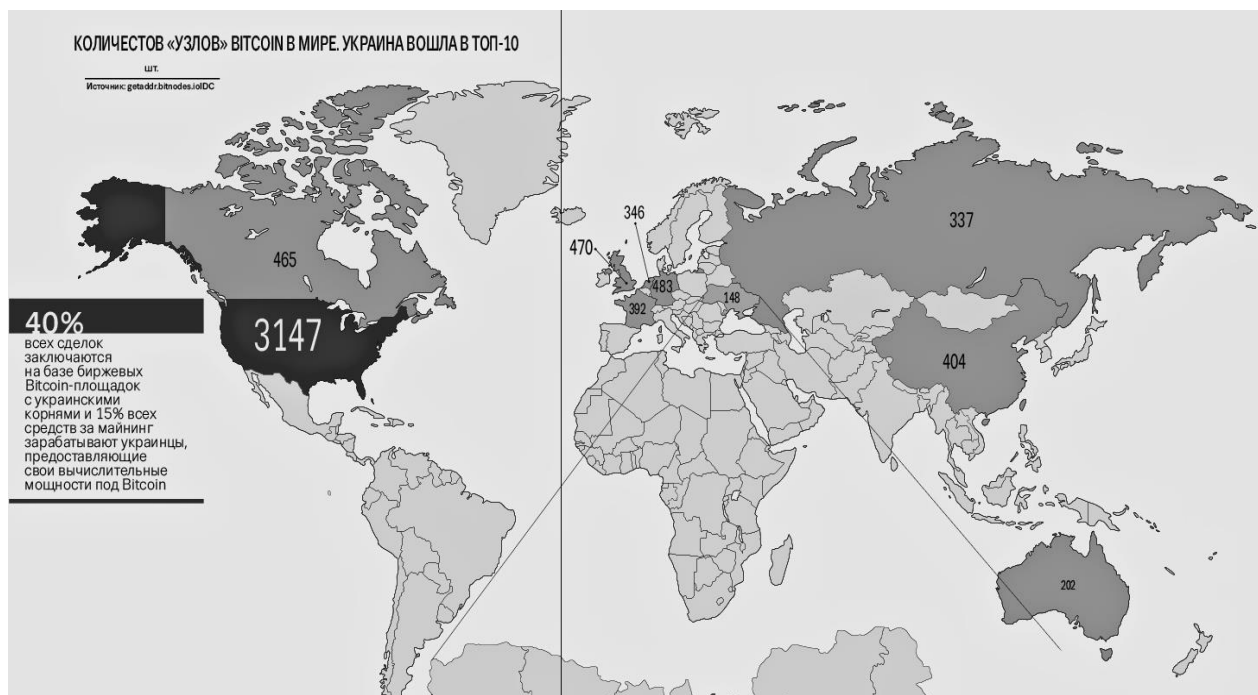 КОЛИЧЕСТОВ «УЗЛОВ» BITCOIN В МИРЕ. УКРАИНА ВОШЛА В ТОП-10
шт.
Источник: getaddr.bitnodes.ioIDC
346
337
470
465
483
148
392
3147
404
202
40%
всех сделок
заключаются
на базе биржевых
Bitcoin-площадок
с украинскими
корнями и 15% всех
средств за майнинг
зарабатывают украинцы,
предоставляющие
свои вычислительные
мощности под Bitcoin